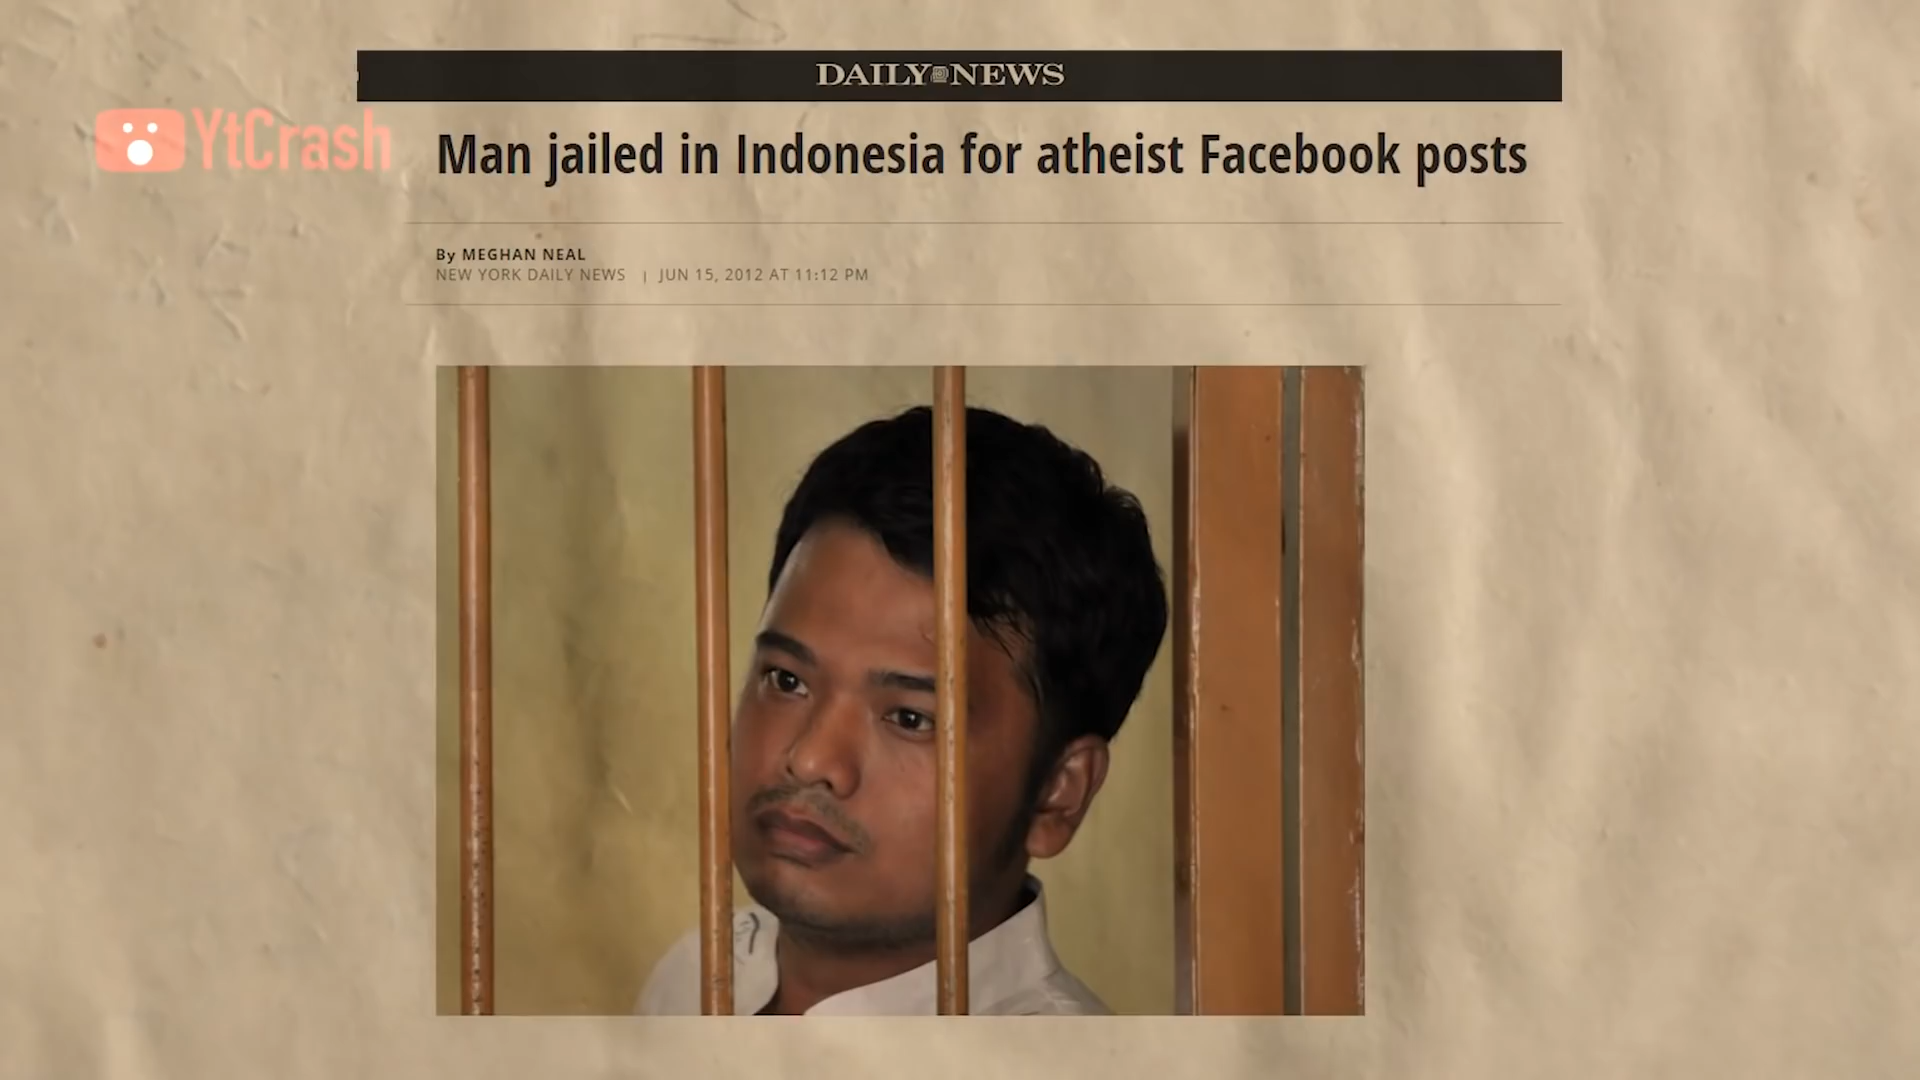 DAILY NEWS
YtCrash
Man jailed in Indonesia for atheist Facebook posts
By MEGHAN NEAL
NEW YORK DAILY NEWS | JUN 15, 2012 AT 11:12 PM